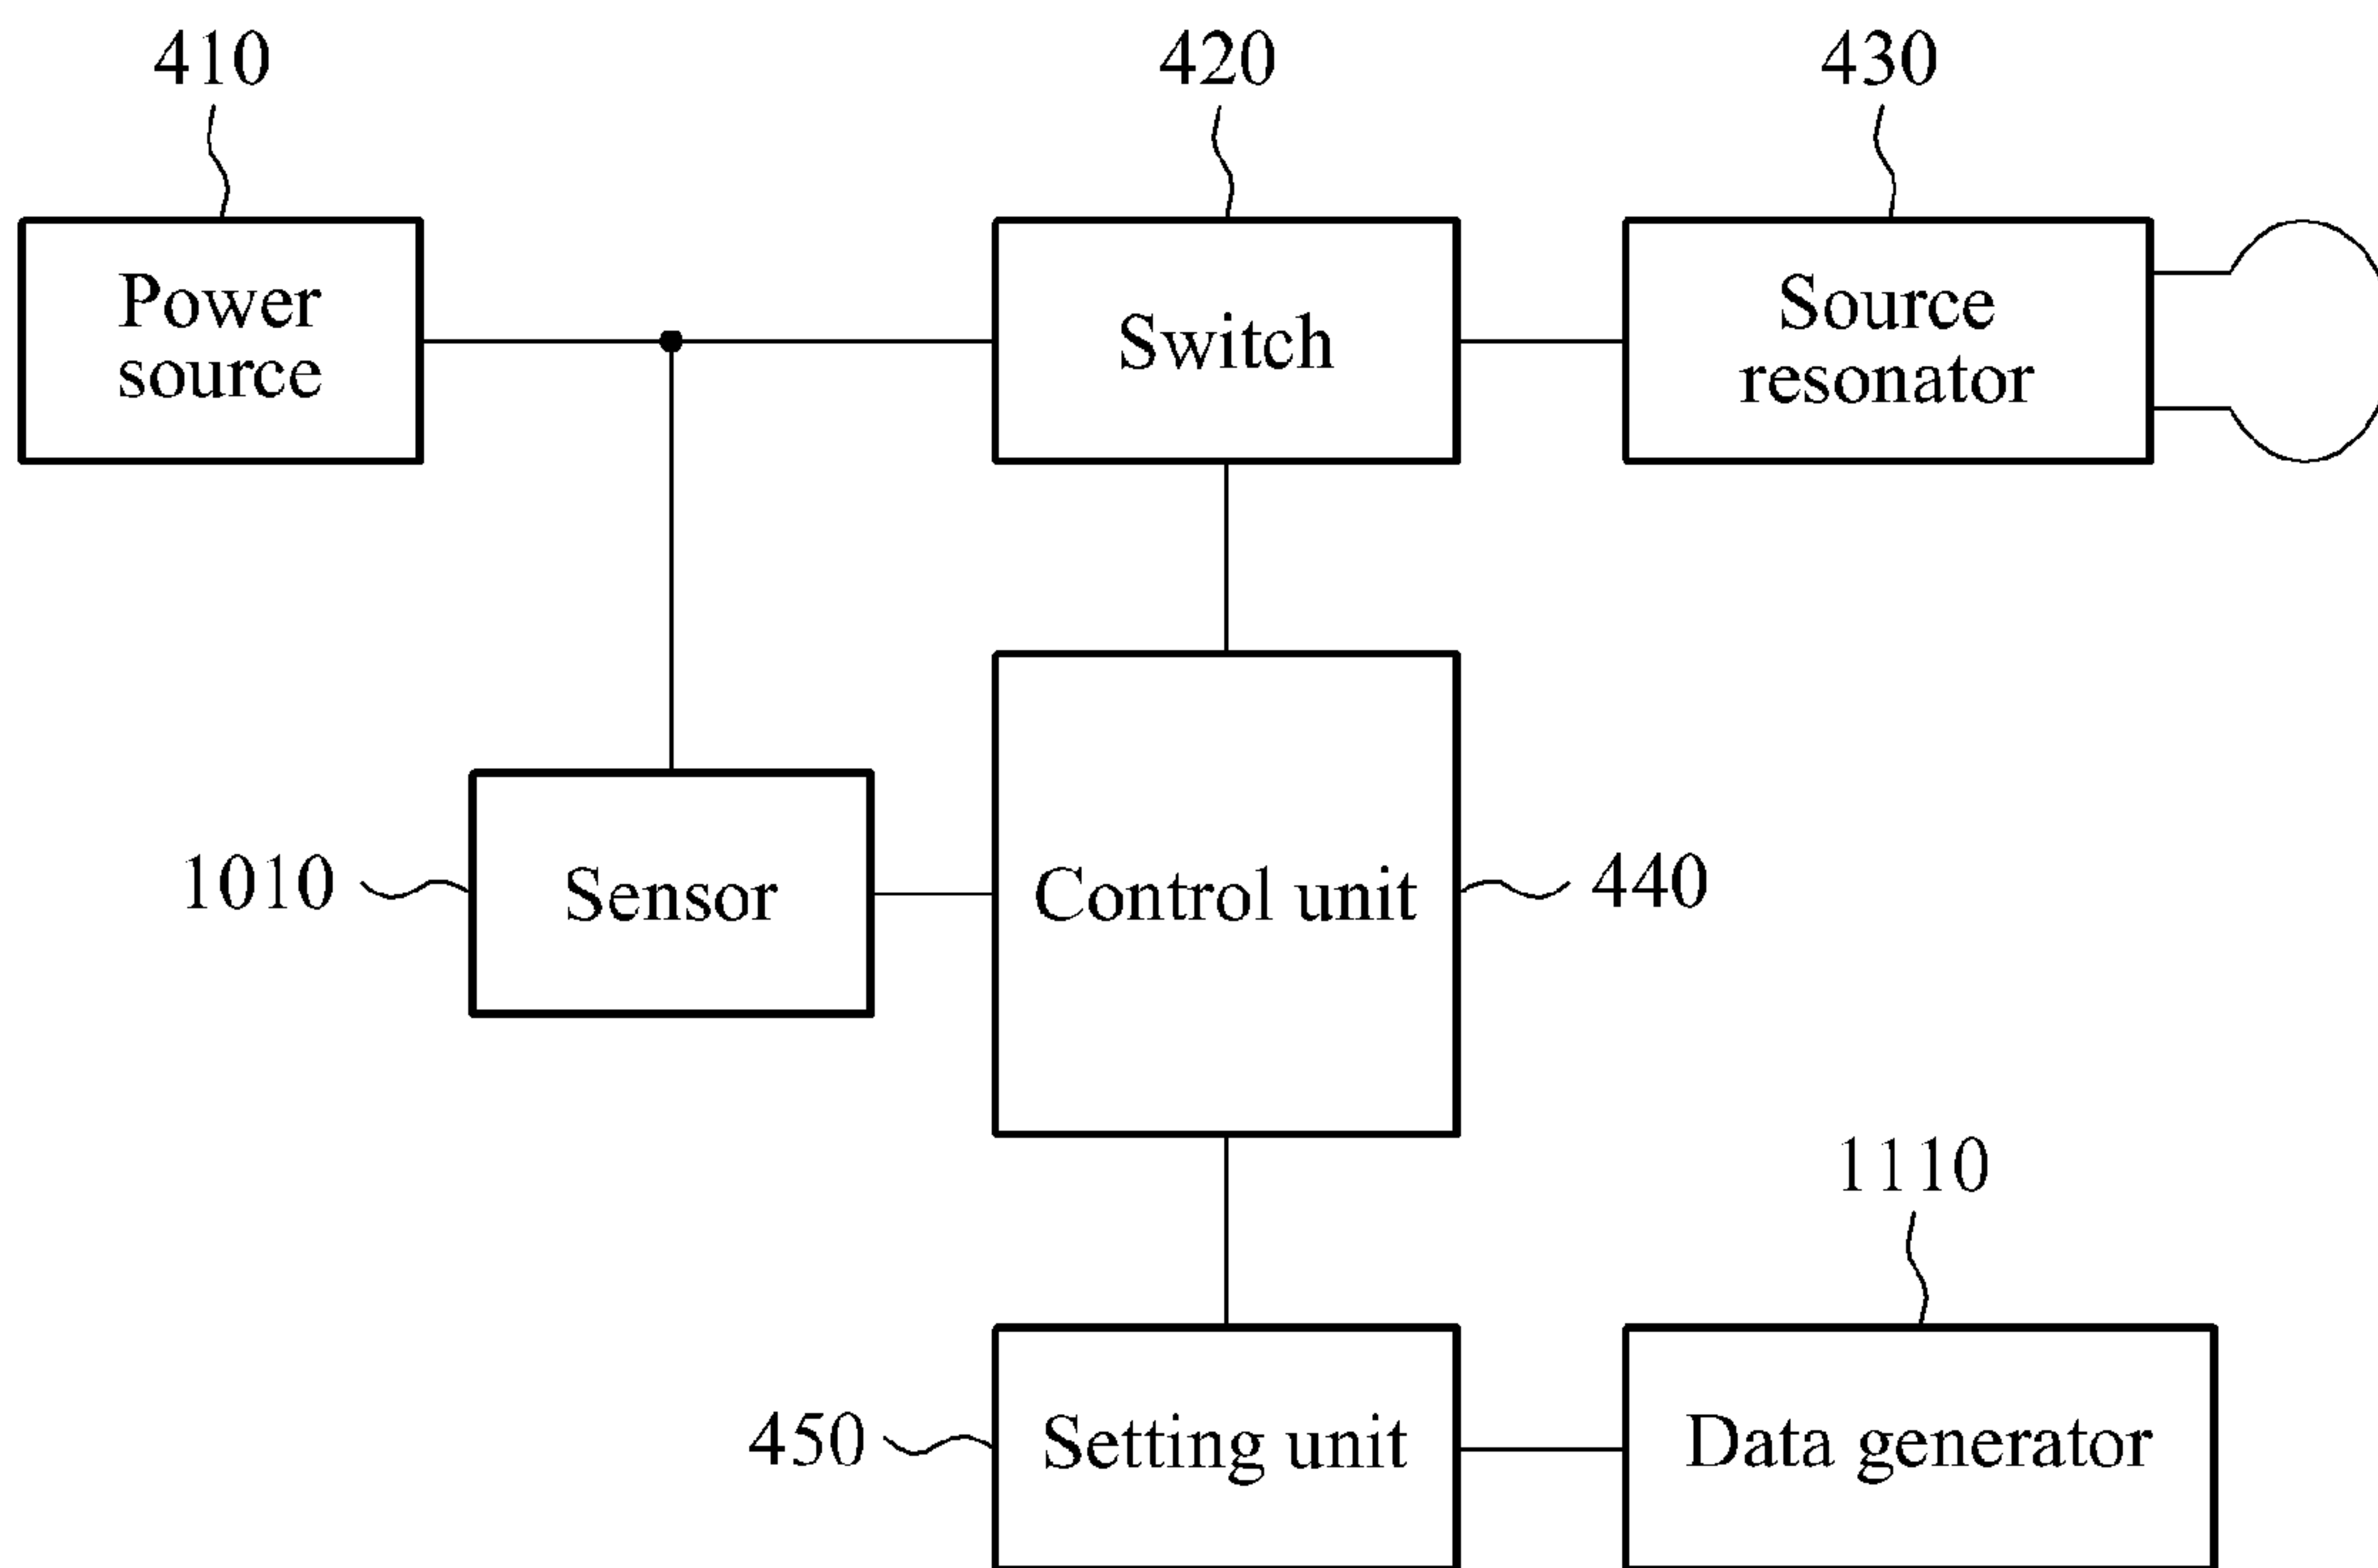 410
420
430
Power
source
Switch
Source
resonator
1010
Sensor
Control unit
440
1110
450
Setting unit
Data generator